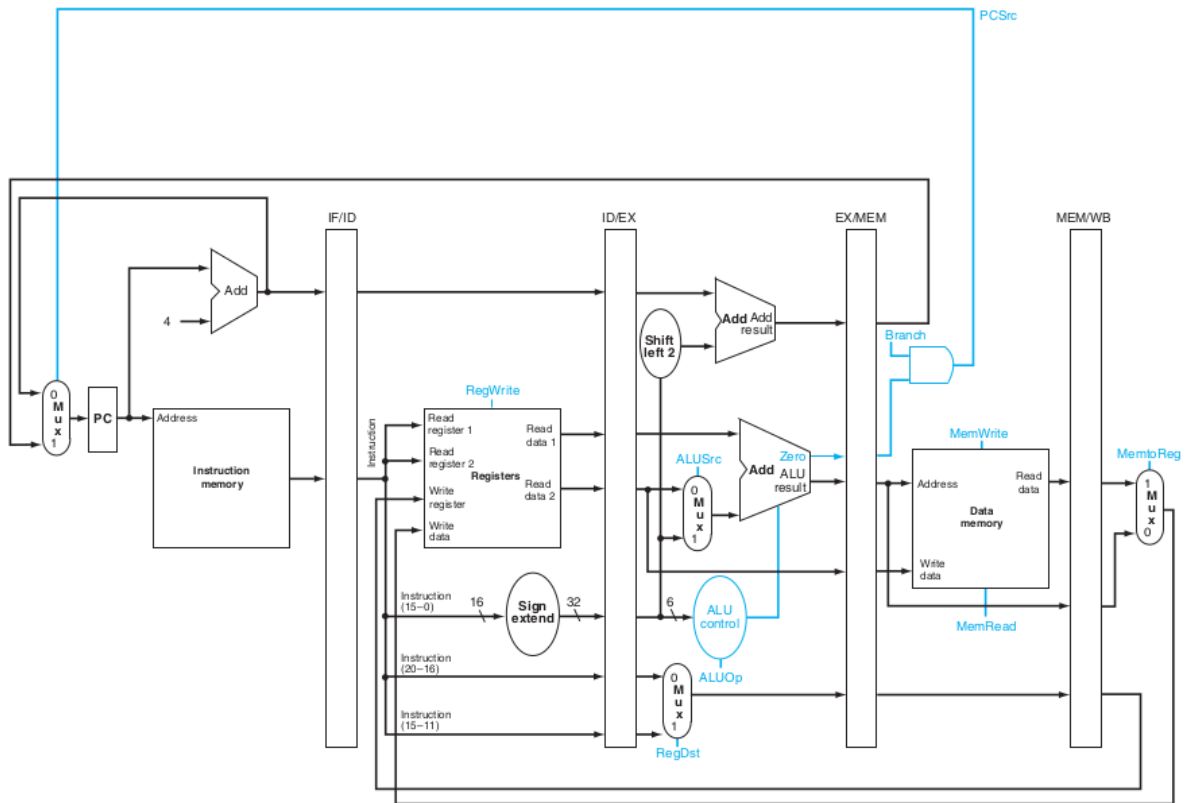 PCSrc
IF/ID
ID/EX
EX/MEM
MEM/WB
Add
4
Add Add
result
Shift
left 2
Branch
0
M
u
x
1
PC
Address
Instruction
memory
Instruction
RegWrite
Read
register 1
Read
register 2
Write
register
Write
data
Registers
Read
data 1
Read
data 2
ALUSrc
0
M
u
x
1
Zero
Add
ALU
result
MemWrite
Address
Read
data
Data
memory
Write
data
MemRead
MemtoReg
1
M
u
x
0
Instruction
(15–0)
16
Sign
extend
32
6
ALU
control
ALUOp
Instruction
(20–16)
Instruction
(15–11)
0
M
u
x
1
RegDst